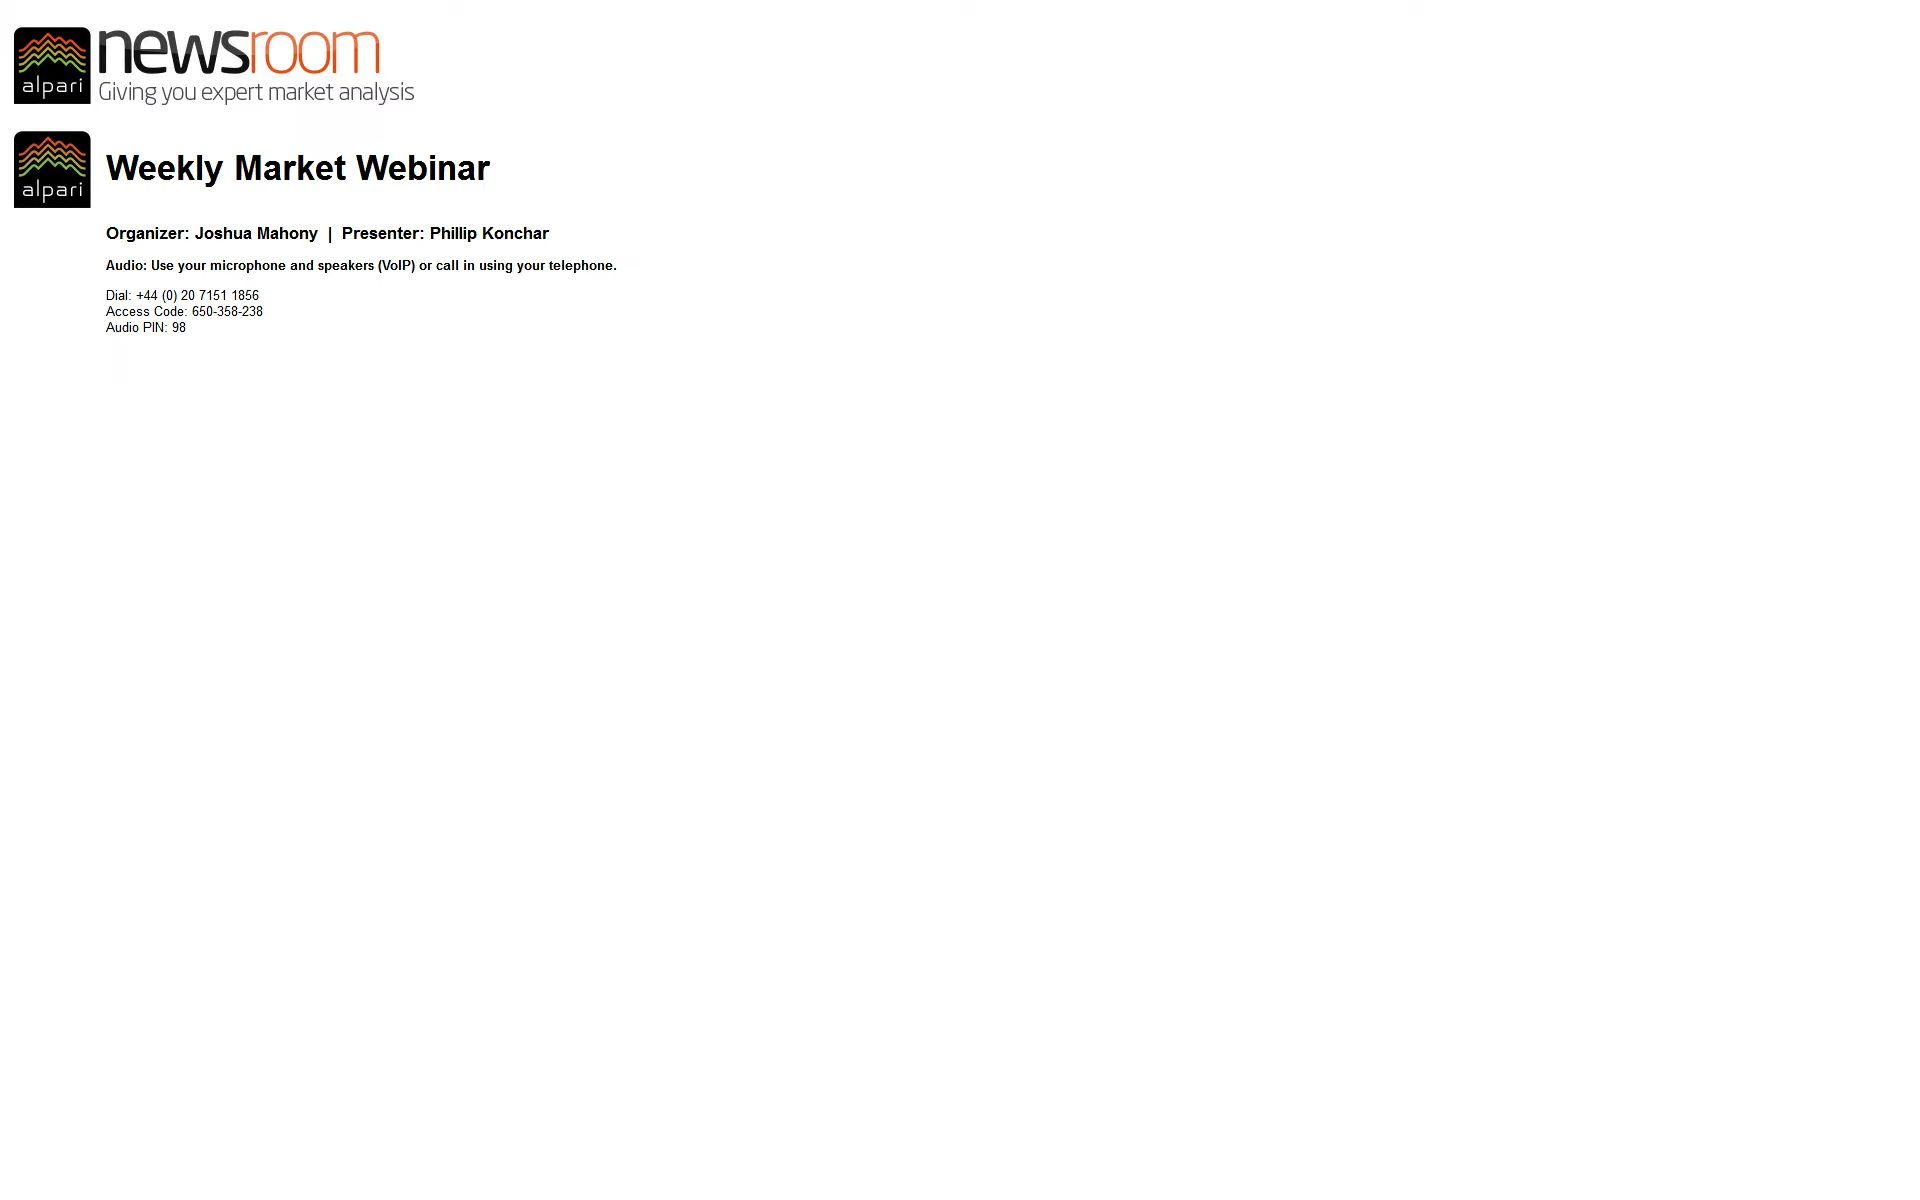 alpari newsroom
Giving you expert market analysis
alpari Weekly Market Webinar
Organizer: Joshua Mahony | Presenter: Phillip Konchar
Audio: Use your microphone and speakers (VoIP) or call in using your telephone.
Dial: +44 (0) 20 7151 1856
Access Code: 650-358-238
Audio PIN: 98